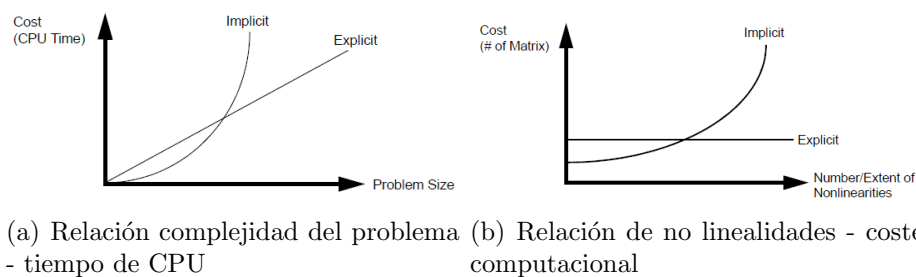 Cost
(CPU Time)
Implicit
Explicit
Problem Size
Cost
(# of Matrix)
Implicit
Explicit
Number/Extent of
Nonlinearities
(a) Relación complejidad del problema
- tiempo de CPU
(b) Relación de no linealidades - coste
computacional